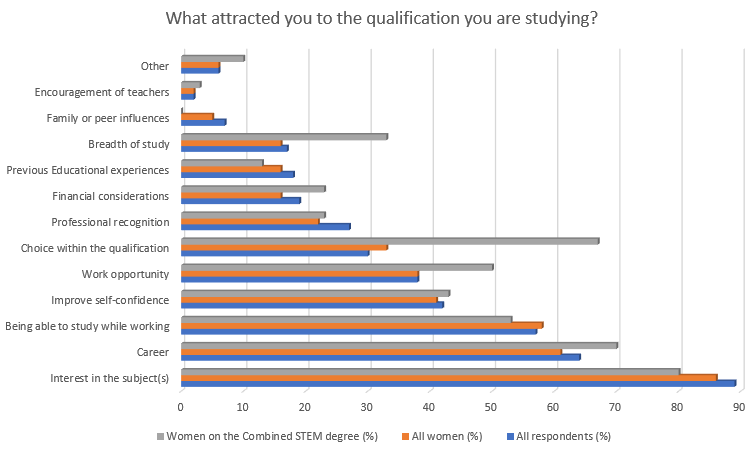 What attracted you to the qualification you are studying?
Other
Encouragement of teachers
Family or peer influences
Breadth of study
Previous Educational experiences
Financial considerations
Professional recognition
Choice within the qualification
Work opportunity
Improve self-confidence
Being able to study while working
Career
Interest in the subject(s)
0 10 20 30 40 50 60 70 80 90
Women on the Combined STEM degree (%) All women (%) All respondents (%)